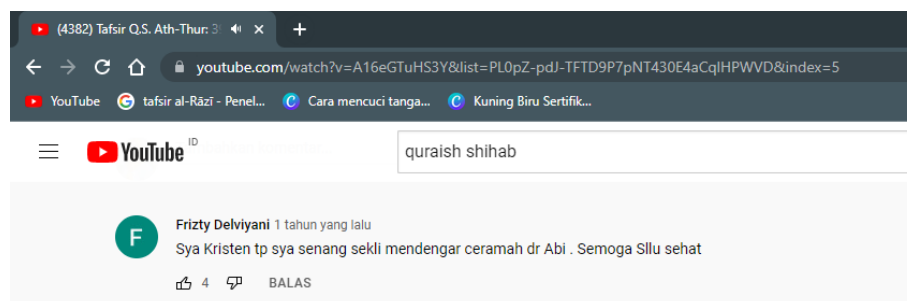 (4382) Tafsir Q.S. Ath-Thur: 3
youtube.com/watch?v=A16eGTuHS3Y&list=PL0pZ-pdJ-TFTD9P7pNT430E4aCqlHPWVD&index=5
YouTube tafsir al-Rāzī - Penel... Cara mencuci tanga... Kuning Biru Sertifik...
YouTube ID quraish shihab
F
Frizty Delviyani 1 tahun yang lalu
Sya Kristen tp sya senang sekli mendengar ceramah dr Abi . Semoga Sllu sehat
4 BALAS